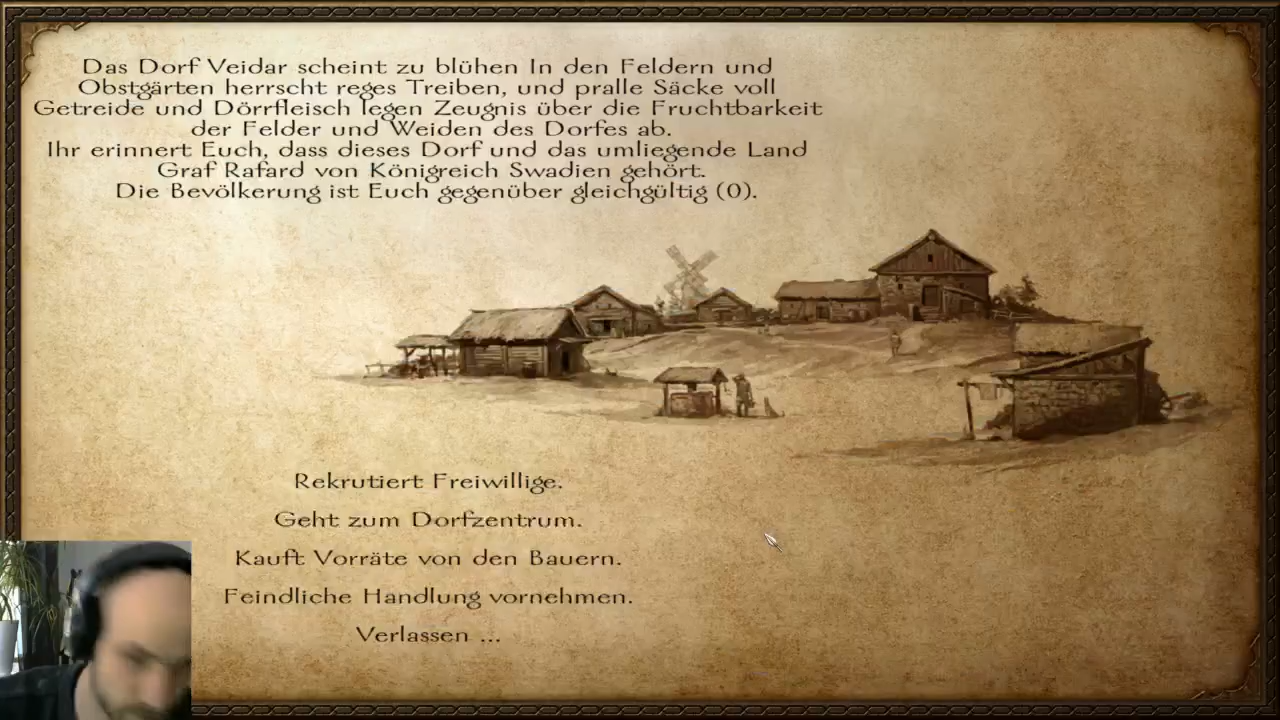 Das Dorf Veidar scheint zu blühen In den Feldern und
Obstgärten herrscht reges Treiben, und pralle Säcke voll
Getreide und Dörrfleisch legen Zeugnis über die Fruchtbarkeit
der Felder und Weiden des Dorfes ab.
Ihr erinnert Euch, dass dieses Dorf und das umliegende Land
Graf Rafard von Königreich Swadien gehört.
Die Bevölkerung ist Euch gegenüber gleichgültig (0).
Rekrutiert Freiwillige.
Geht zum Dorfzentrum.
Kauft Vorräte von den Bauern.
Feindliche Handlung vornehmen.
Verlassen ...